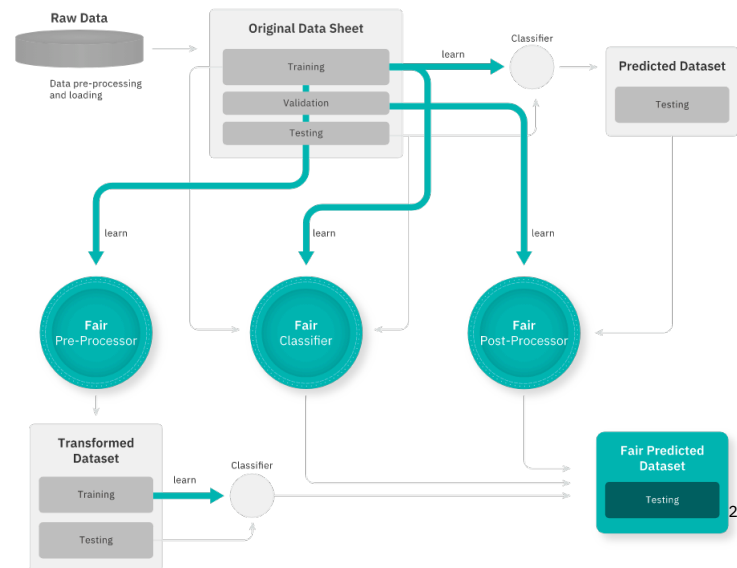 Raw Data
Data pre-processing
and loading
Original Data Sheet
Training
Validation
Testing
learn
Classifier
Predicted Dataset
Testing
learn
learn
learn
Fair
Pre-Processor
Fair
Classifier
Fair
Post-Processor
Transformed
Dataset
Training
Testing
learn
Classifier
Fair Predicted
Dataset
Testing
2